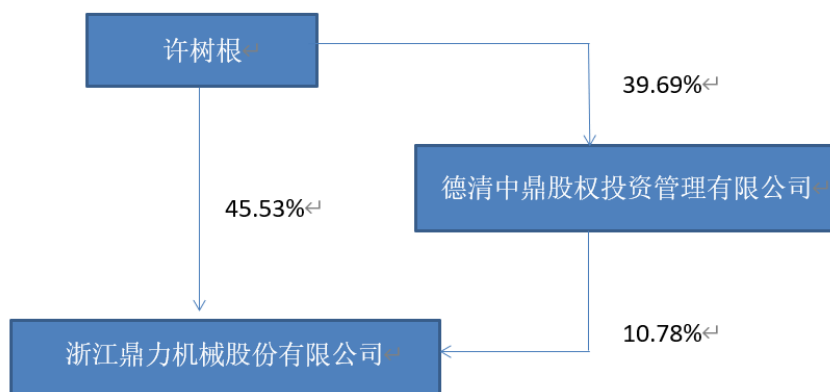 许树根
39.69%
德清中鼎股权投资管理有限公司
45.53%
浙江鼎力机械股份有限公司
10.78%